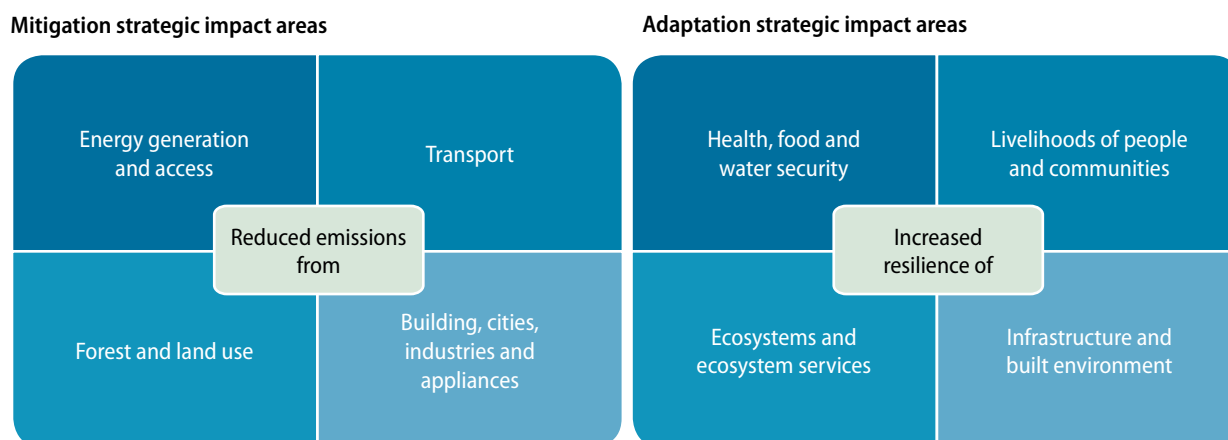 Mitigation strategic impact areas
Energy generation
and access
Transport
Reduced emissions
from
Forest and land use
Building, cities,
industries and
appliances
Adaptation strategic impact areas
Health, food and
water security
Livelihoods of people
and communities
Increased
resilience of
Ecosystems and
ecosystem services
Infrastructure and
built environment